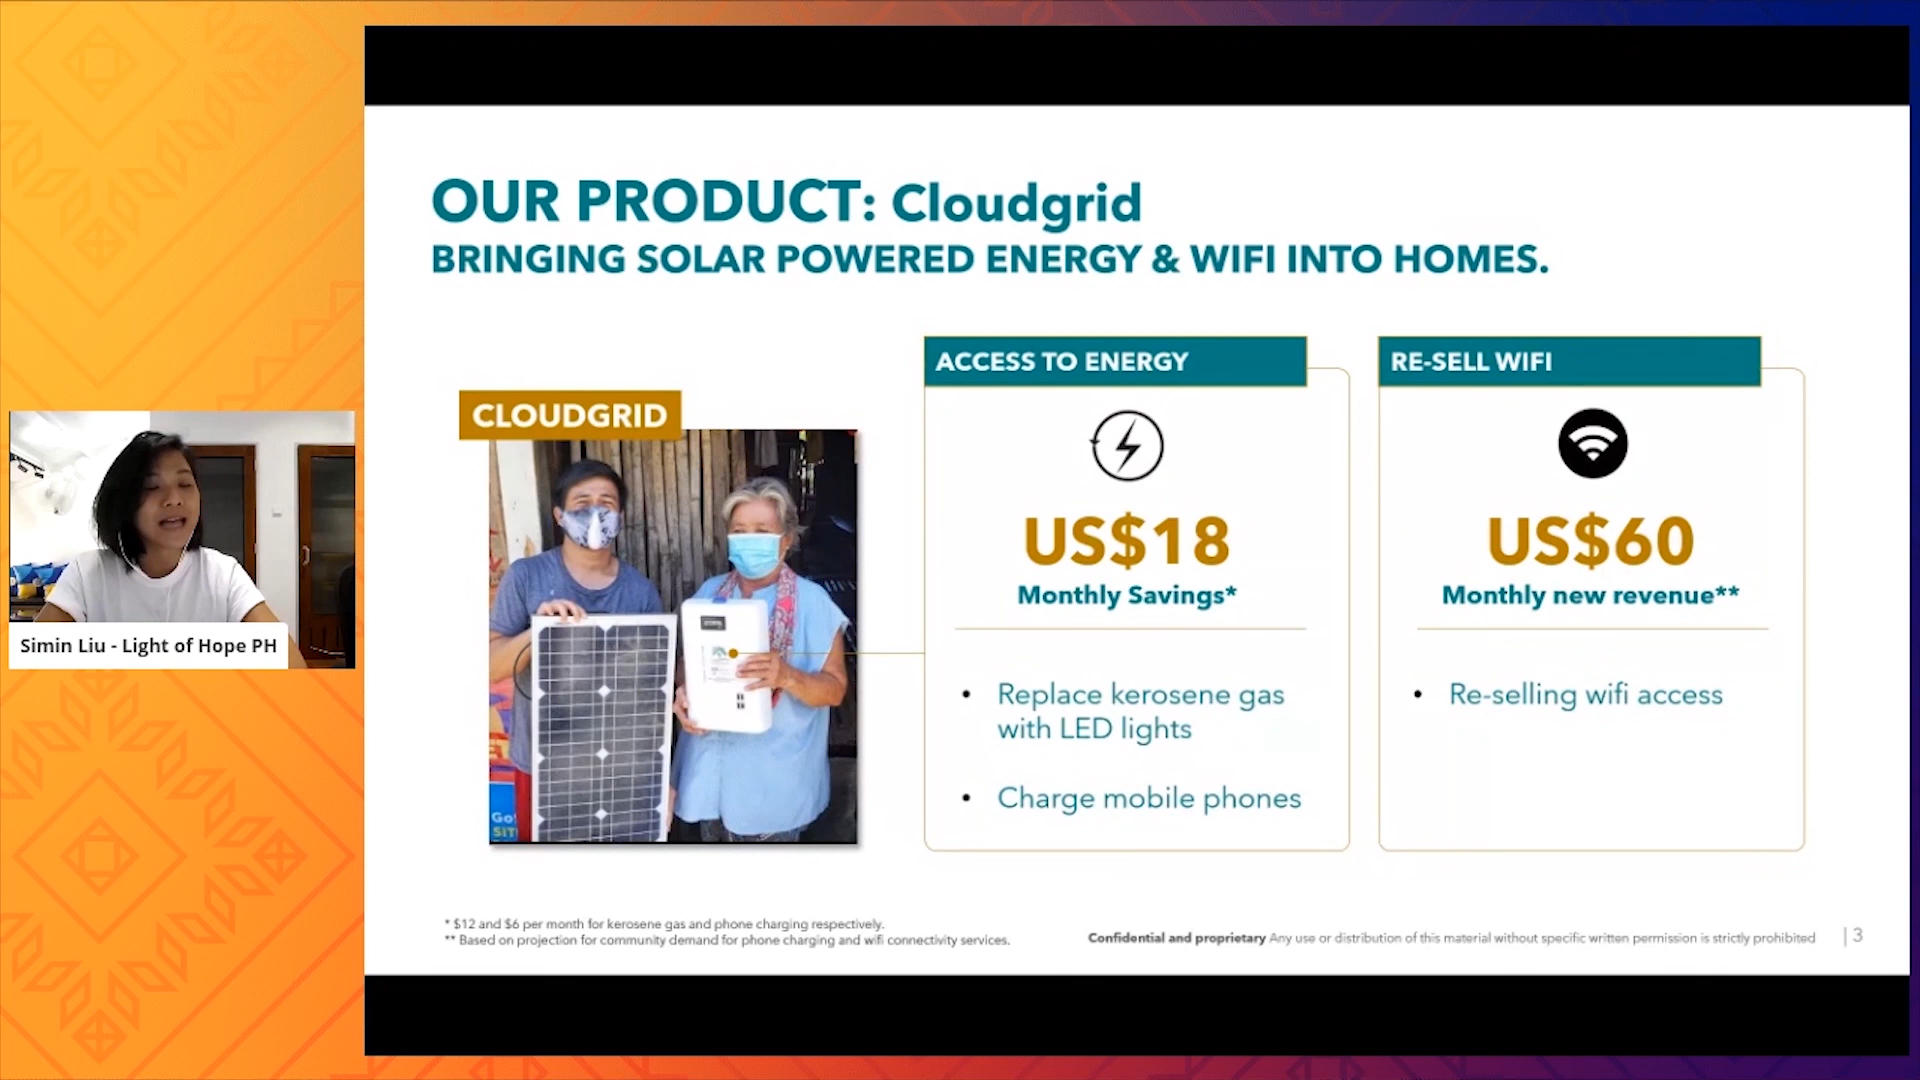 OUR PRODUCT: Cloudgrid
BRINGING SOLAR POWERED ENERGY & WIFI INTO HOMES.
CLOUDGRID
Go!
SIT
ACCESS TO ENERGY
US$18
Monthly Savings*
• Replace kerosene gas
with LED lights
• Charge mobile phones
RE-SELL WIFI
US$60
Monthly new revenue**
• Re-selling wifi access
Simin Liu - Light of Hope PH
* $12 and $6 per month for kerosene gas and phone charging respectively.
** Based on projection for community demand for phone charging and wifi connectivity services.
Confidential and proprietary Any use or distribution of this material without specific written permission is strictly prohibited
| 3